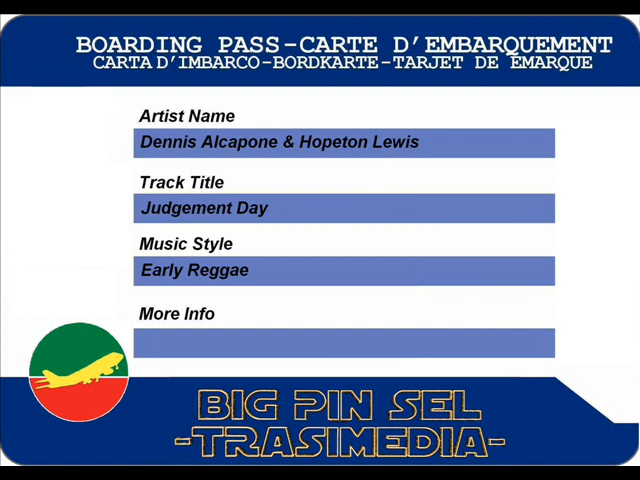 BOARDING PASS-CARTE D'EMBARQUEMENT
CARTA D'IMBARCO-BORDKARTE-TARJET DE EMARQUE
Artist Name
Dennis Alcapone & Hopeton Lewis
Track Title
Judgement Day
Music Style
Early Reggae
More Info
BIG PIN SEL
-TRASIMEDIA-